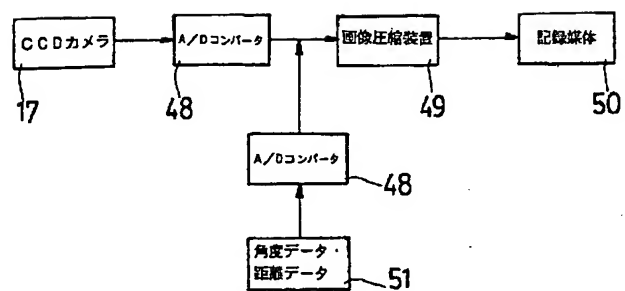 CCDカメラ
A/Dコンバータ
画像圧縮装置
記録媒体
17
48
49
50
A/Dコンバータ
48
角度データ・
距離データ
51